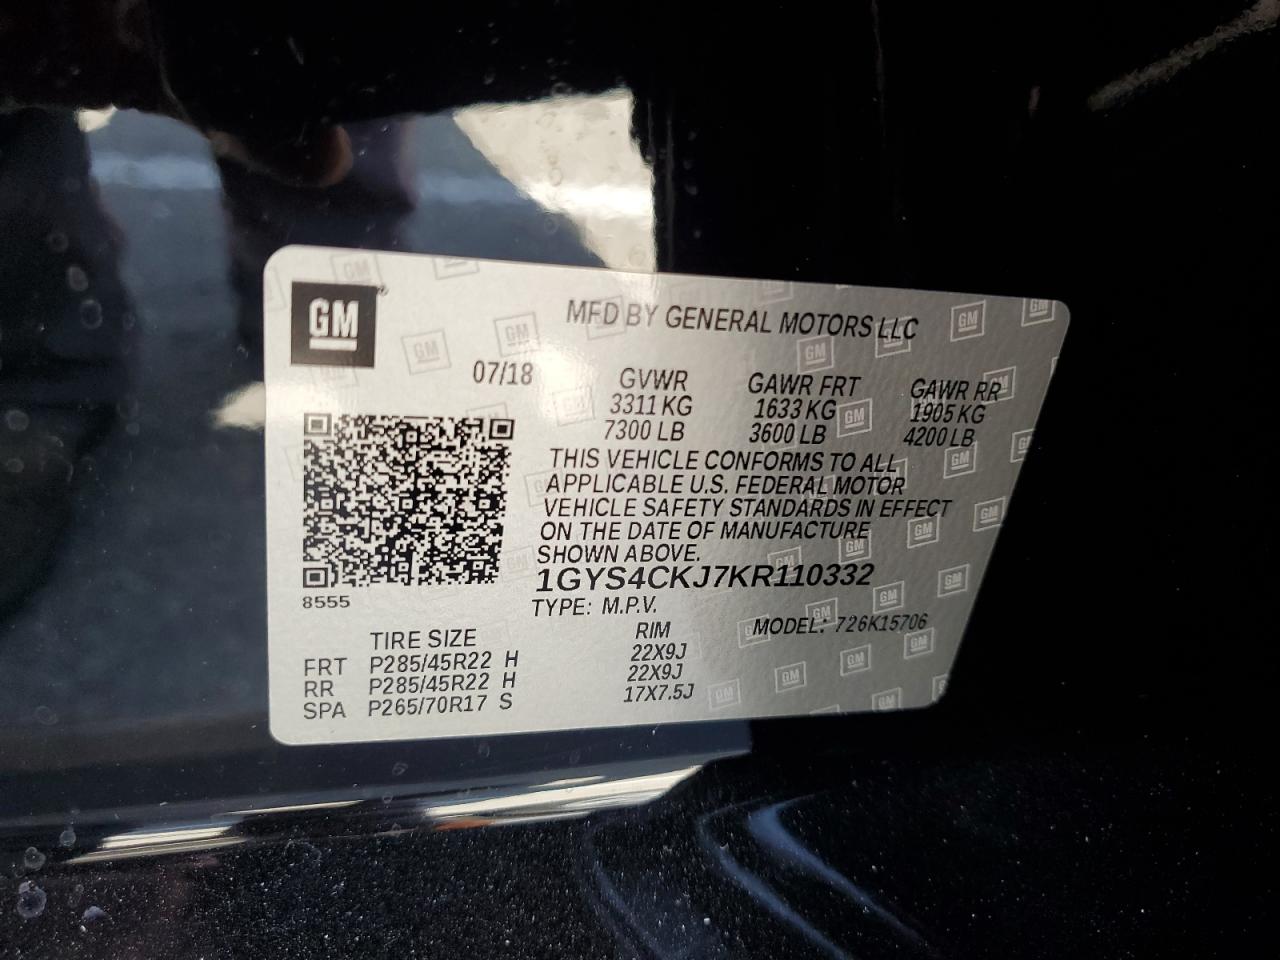 GM
MFD BY GENERAL MOTORS LLC
07/18 GVWR GAWR FRT GAWR RR
3311 KG 1633 KG 1905 KG
7300 LB 3600 LB 4200 LB
THIS VEHICLE CONFORMS TO ALL
APPLICABLE U.S. FEDERAL MOTOR
VEHICLE SAFETY STANDARDS IN EFFECT
ON THE DATE OF MANUFACTURE
SHOWN ABOVE.
1GYS4CKJ7KR110332
8555
TYPE: M.P.V. MODEL: 726K15706
TIRE SIZE RIM
FRT P285/45R22 H 22X9J
RR P285/45R22 H 22X9J
SPA P265/70R17 S 17X7.5J